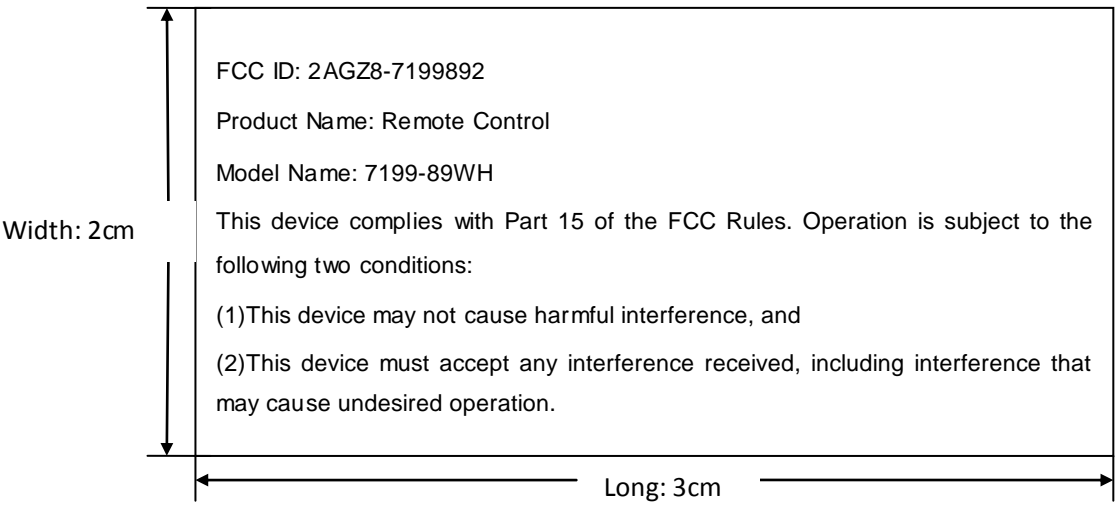 FCC ID: 2AGZ8-7199892
Product Name: Remote Control
Model Name: 7199-89WH
Width: 2cm
This device complies with Part 15 of the FCC Rules. Operation is subject to the
following two conditions:
(1)This device may not cause harmful interference, and
(2)This device must accept any interference received, including interference that
may cause undesired operation.
Long: 3cm